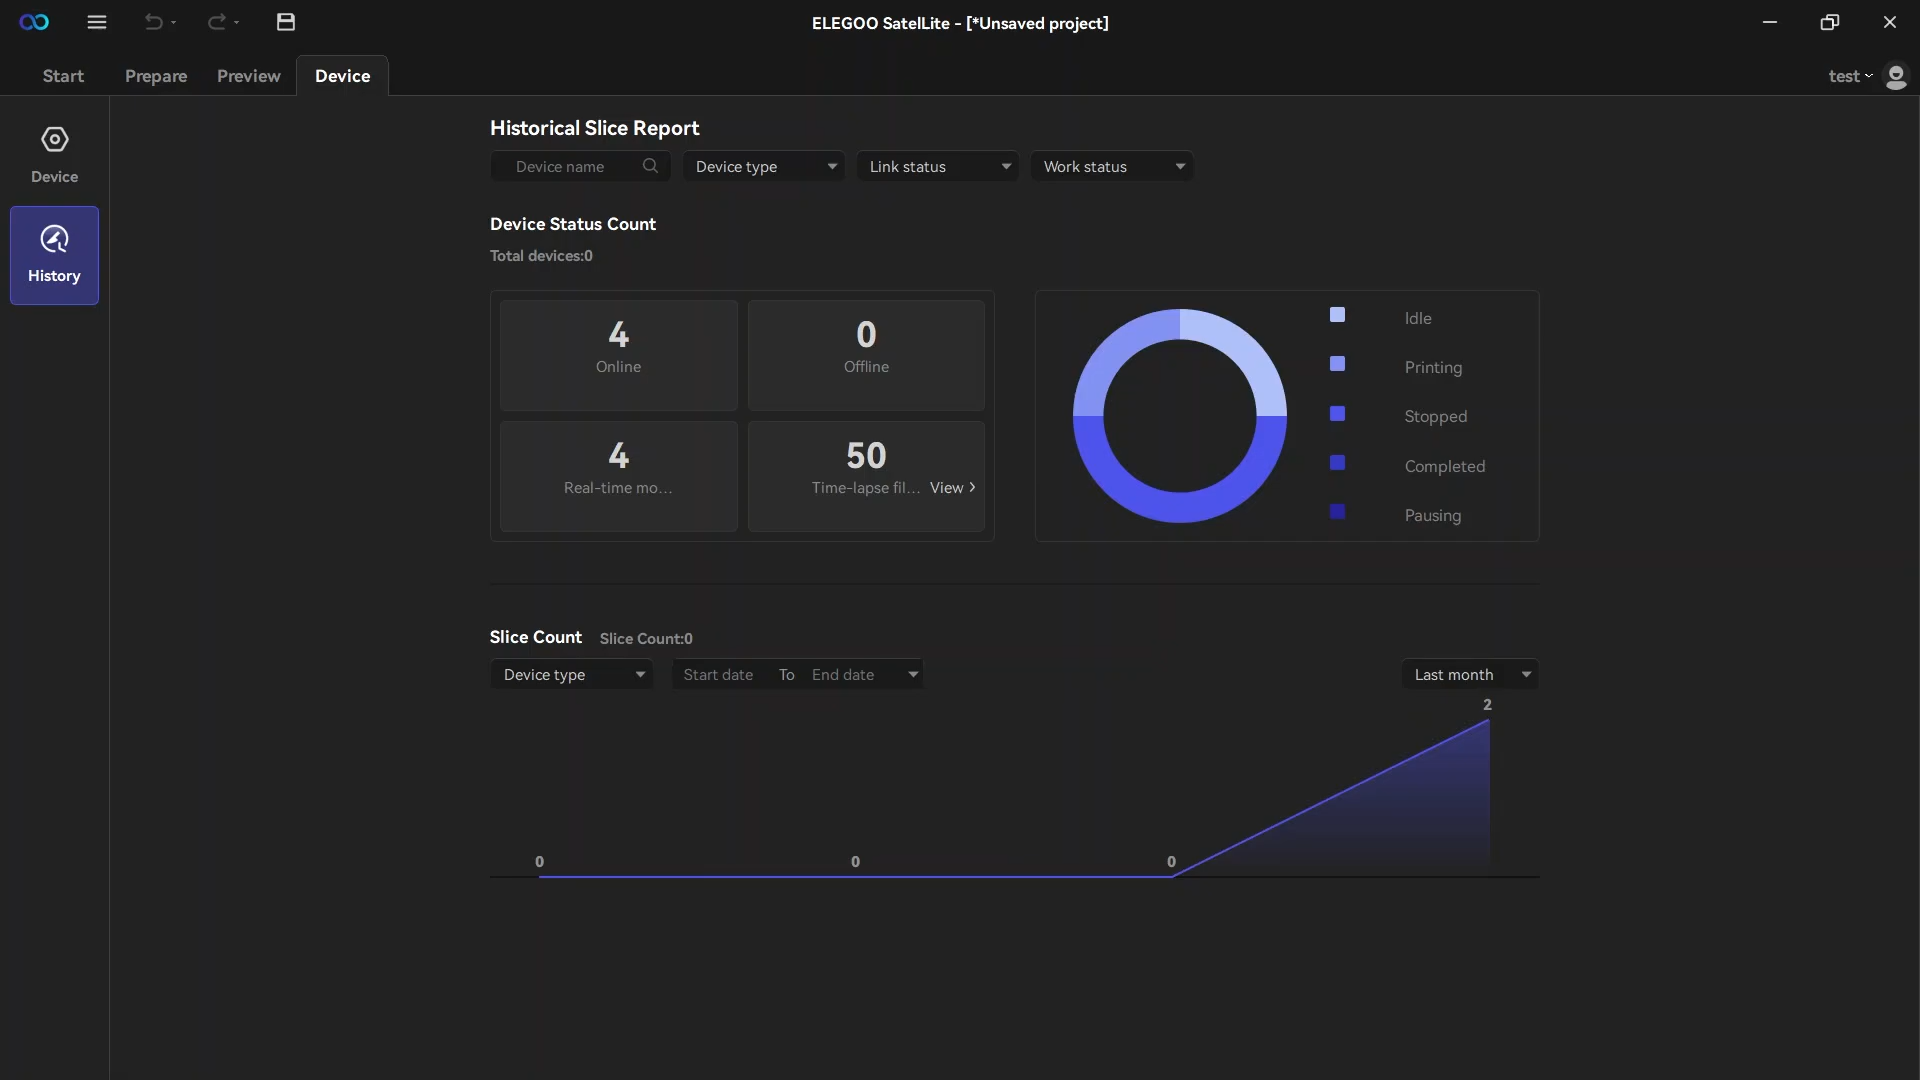 ELEGOO SatelLite - [*Unsaved project]
Start Prepare Preview Device test
Device
History
Historical Slice Report
Device name Device type Link status Work status
Device Status Count
Total devices:0
4
Online
0
Offline
4
Real-time mo...
50
Time-lapse fil... View >
Idle
Printing
Stopped
Completed
Pausing
Slice Count Slice Count:0
Device type Start date To End date Last month
2
0 0 0